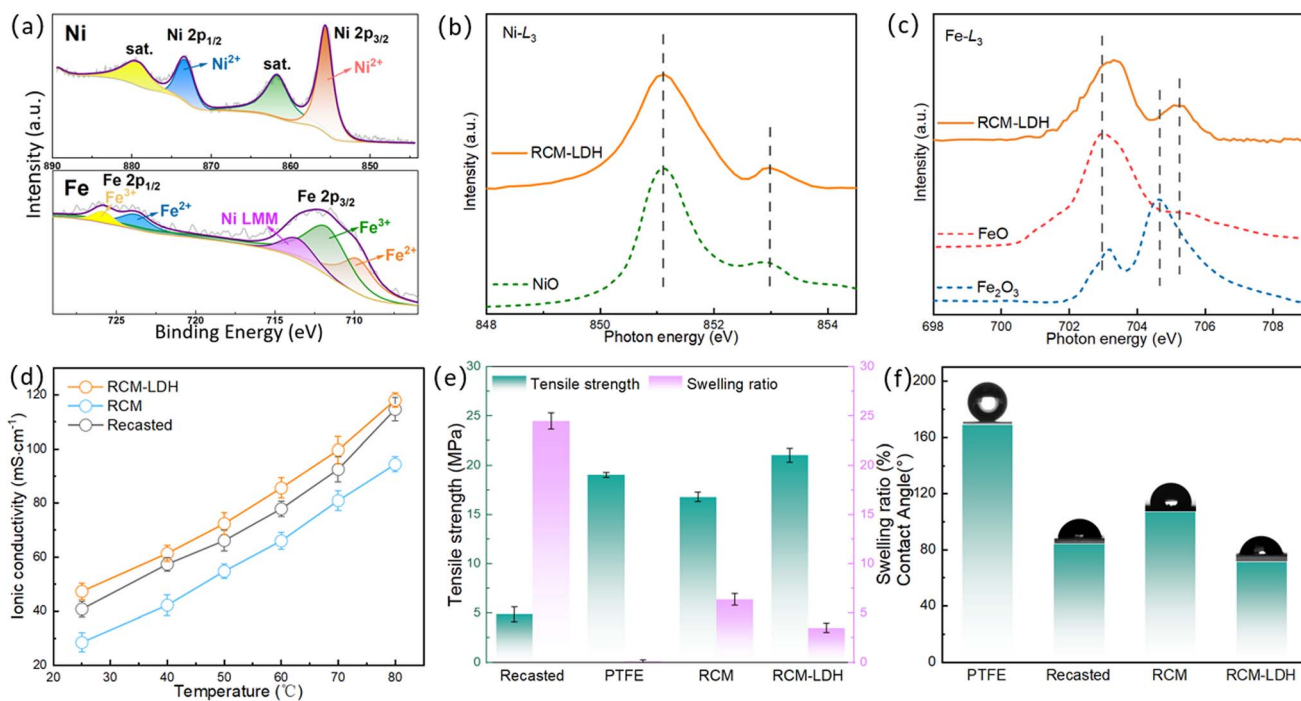 (a)
Ni
sat.
Ni 2p1/2
Ni2+
sat.
Ni 2p3/2
Ni2+
890 880 870 860 850
Fe
Fe 2p1/2
Fe3+
Fe2+
Ni LMM
Fe 2p3/2
Fe3+
Fe2+
725 720 715 710
Binding Energy (eV)
Intensity (a.u.)
(b)
Ni-L3
RCM-LDH
NiO
848 850 852 854
Photon energy (eV)
Intensity (a.u.)
(c)
Fe-L3
RCM-LDH
FeO
Fe2O3
698 700 702 704 706 708
Photon energy (eV)
Intensity (a.u.)
(d)
RCM-LDH
RCM
Recasted
120
100
80
60
40
20
30 40 50 60 70 80
Temperature (℃)
Ionic conductivity (mS·cm-1)
(e)
Tensile strength
Swelling ratio
30
25
20
15
10
5
0
30
25
20
15
10
5
0
Recasted PTFE RCM RCM-LDH
Tensile strength (MPa)
Swelling ratio (%)
(f)
200
160
120
80
40
0
PTFE Recasted RCM RCM-LDH
Contact Angle(°)